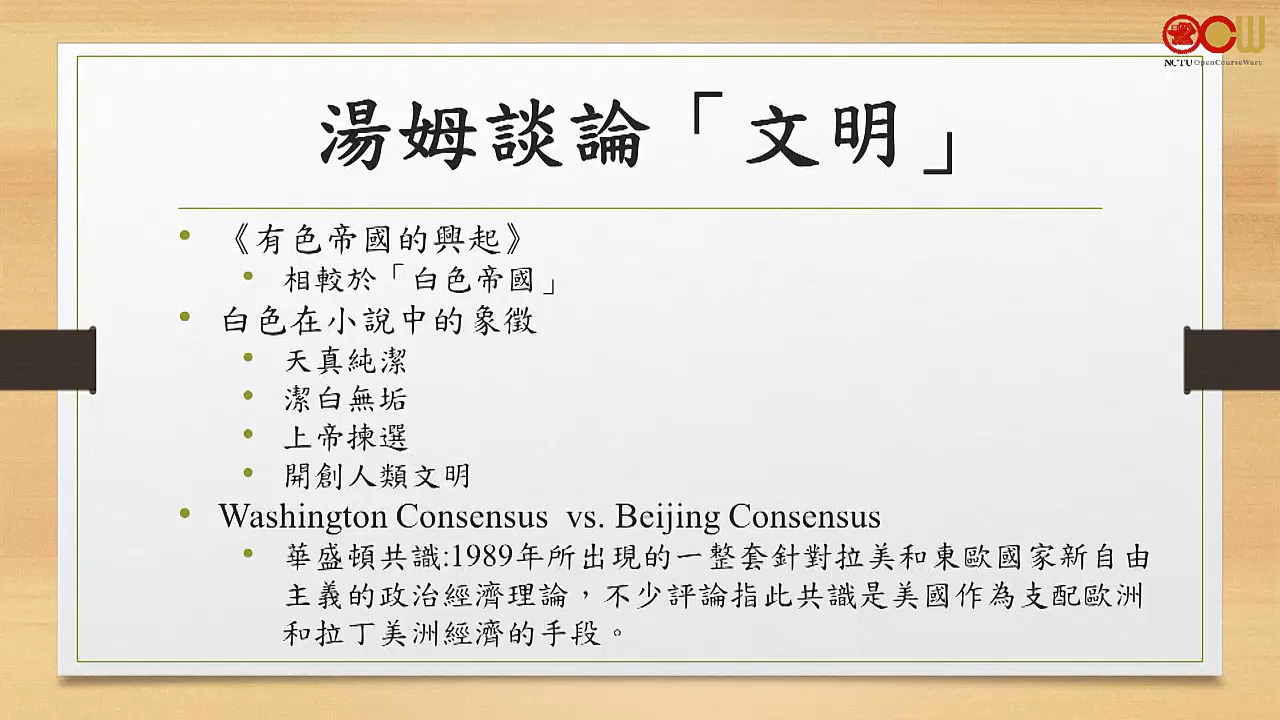 OCW
NCTU OpenCourseWare
湯姆談論「文明」
• 《有色帝國的興起》
• 相較於「白色帝國」
• 白色在小說中的象徵
• 天真純潔
• 潔白無垢
• 上帝揀選
• 開創人類文明
• Washington Consensus vs. Beijing Consensus
• 華盛頓共識:1989年所出現的一整套針對拉美和東歐國家新自由
主義的政治經濟理論，不少評論指此共識是美國作為支配歐洲
和拉丁美洲經濟的手段。